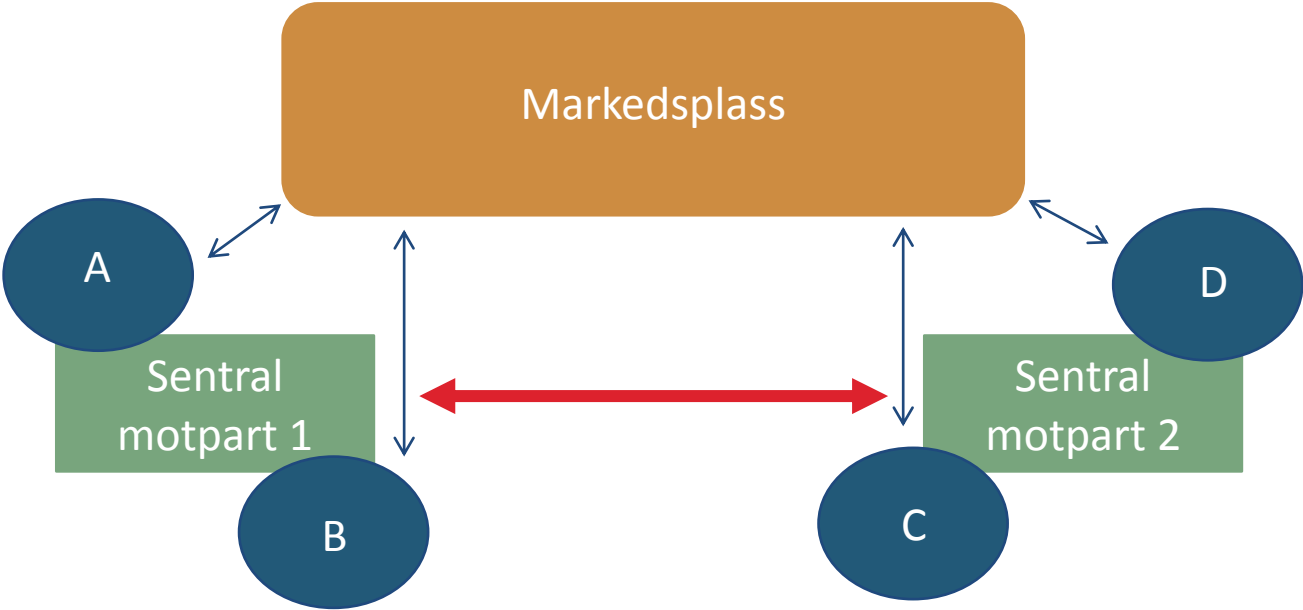 Markedsplass
A
D
Sentral
motpart 1
Sentral
motpart 2
B
C